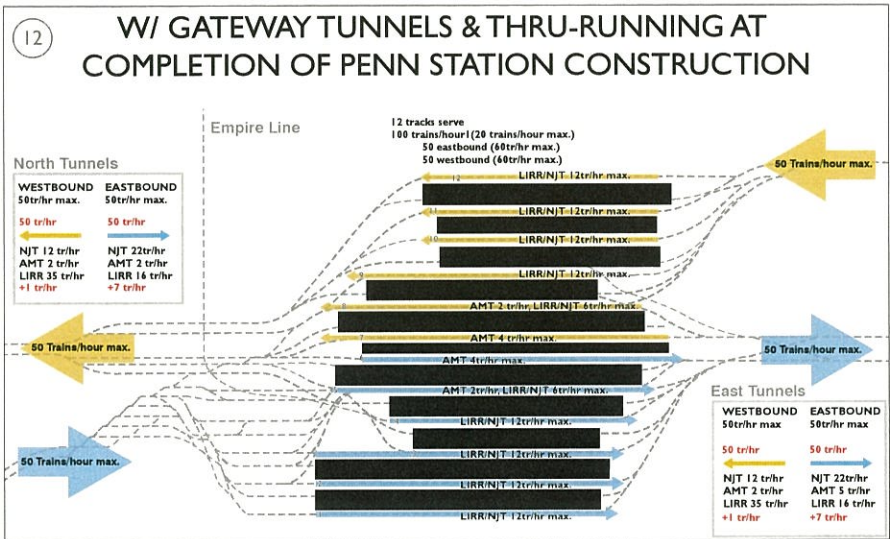 12
W/ GATEWAY TUNNELS & THRU-RUNNING AT
COMPLETION OF PENN STATION CONSTRUCTION
Empire Line
12 tracks serve
100 trains/hour1(20 trains/hour max.)
50 eastbound (60tr/hr max.)
50 westbound (60tr/hr max.)
50 Trains/hour max.
North Tunnels
WESTBOUND
50tr/hr max.
50 tr/hr
NJT 12 tr/hr
AMT 2 tr/hr
LIRR 35 tr/hr
+1 tr/hr
EASTBOUND
50tr/hr max.
50 tr/hr
NJT 22tr/hr
AMT 2 tr/hr
LIRR 16 tr/hr
+7 tr/hr
12
LIRR/NJT 12tr/hr max.
11
LIRR/NJT 12tr/hr max.
10
LIRR/NJT 12tr/hr max.
9
LIRR/NJT 12tr/hr max.
8
AMT 2 tr/hr, LIRR/NJT 6tr/hr max.
7
AMT 4 tr/hr max.
AMT 4tr/hr max.
AMT 2tr/hr, LIRR/NJT 6tr/hr max.
LIRR/NJT 12tr/hr max.
LIRR/NJT 12tr/hr max.
LIRR/NJT 12tr/hr max.
LIRR/NJT 12tr/hr max.
50 Trains/hour max.
50 Trains/hour max.
50 Trains/hour max.
East Tunnels
WESTBOUND
50tr/hr max
50 tr/hr
NJT 12 tr/hr
AMT 2 tr/hr
LIRR 35 tr/hr
+1 tr/hr
EASTBOUND
50tr/hr max
50 tr/hr
NJT 22tr/hr
AMT 5 tr/hr
LIRR 16 tr/hr
+7 tr/hr